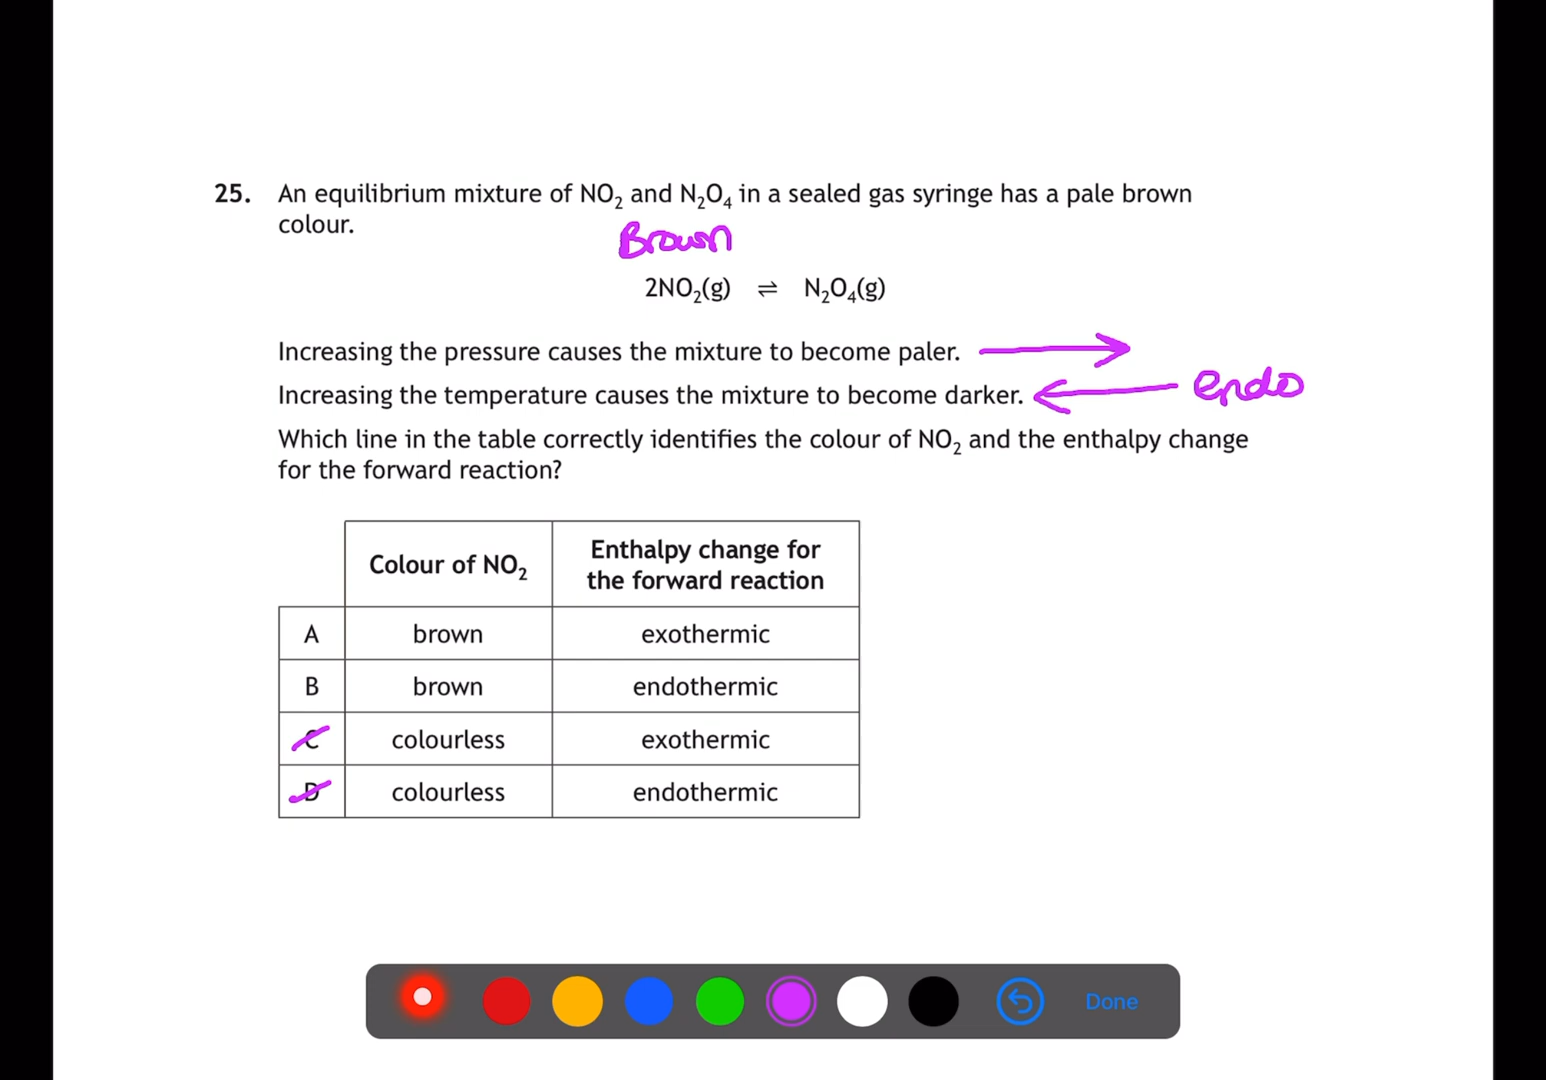 25. An equilibrium mixture of NO₂ and N₂O₄ in a sealed gas syringe has a pale brown
colour.
Brown
2NO₂(g) ⇌ N₂O₄(g)
Increasing the pressure causes the mixture to become paler.
Increasing the temperature causes the mixture to become darker. endo
Which line in the table correctly identifies the colour of NO₂ and the enthalpy change
for the forward reaction?
Colour of NO₂ Enthalpy change for
the forward reaction
A brown exothermic
B brown endothermic
C colourless exothermic
D colourless endothermic
Done